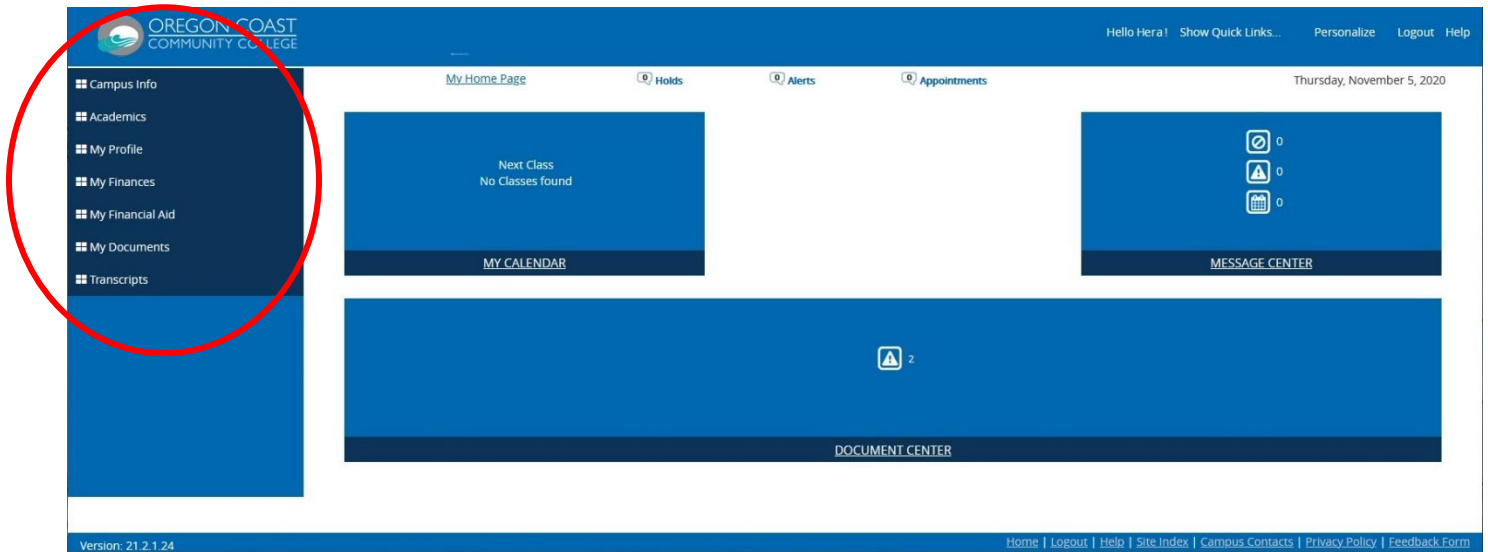 OREGON COAST
COMMUNITY COLLEGE
Hello Hera! Show Quick Links... Personalize Logout Help
Campus Info
Academics
My Profile
My Finances
My Financial Aid
My Documents
Transcripts
My Home Page 0 Holds 0 Alerts 0 Appointments Thursday, November 5, 2020
Next Class
No Classes found
MY CALENDAR
0
0
0
MESSAGE CENTER
2
DOCUMENT CENTER
Version: 21.2.1.24 Home | Logout | Help | Site Index | Campus Contacts | Privacy Policy | Feedback Form